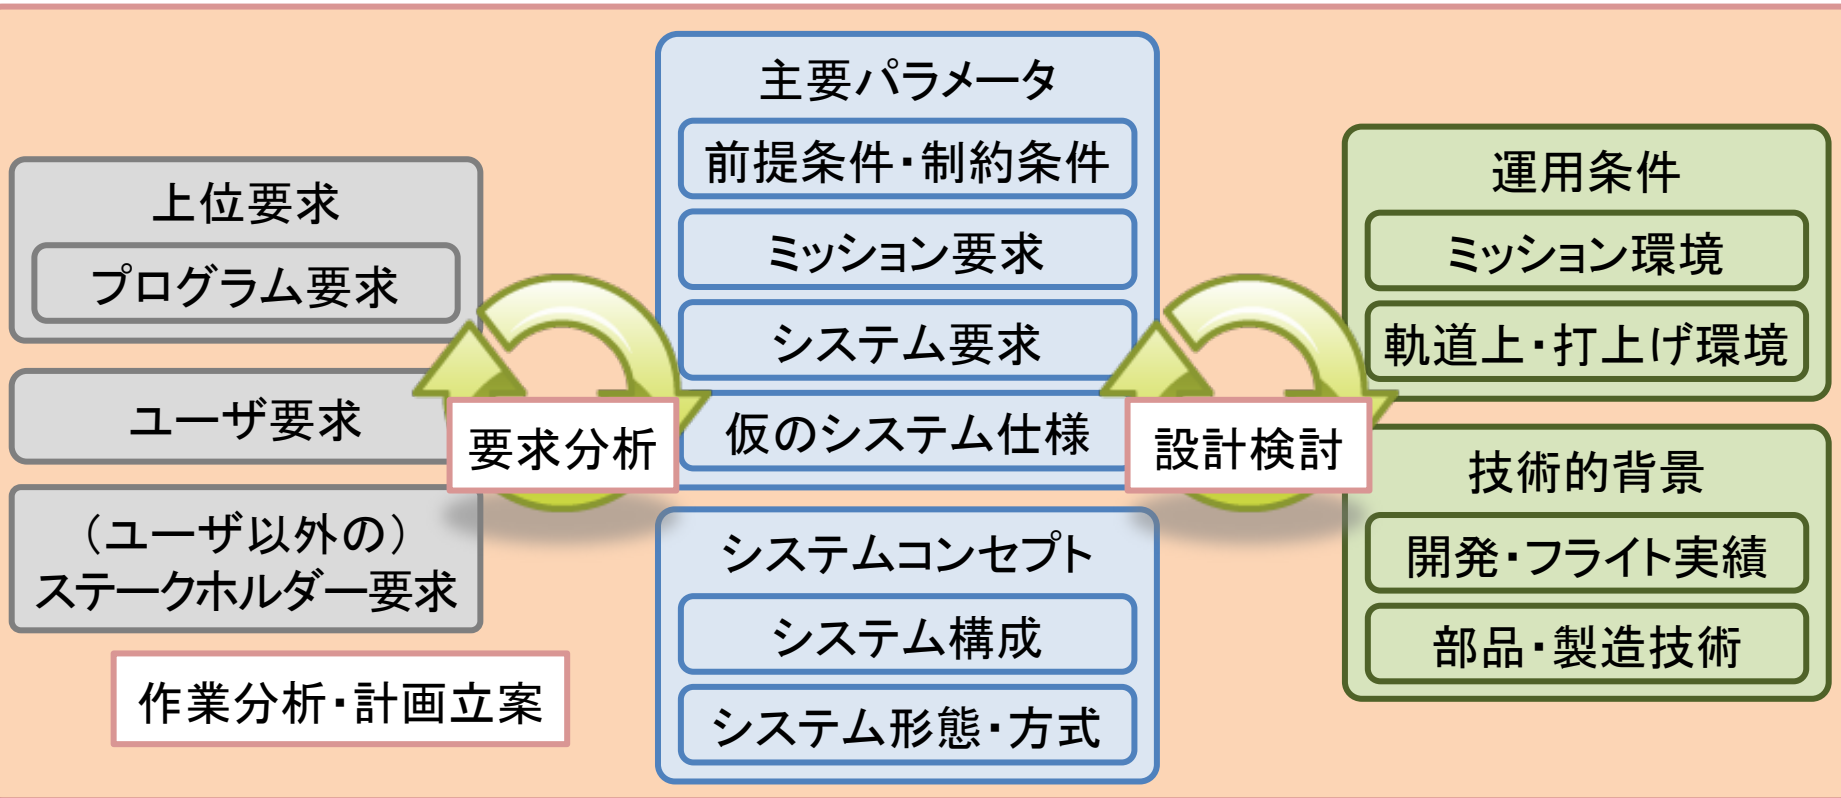 上位要求
プログラム要求
ユーザ要求
（ユーザ以外の）
ステークホルダー要求
作業分析・計画立案
要求分析
主要パラメータ
前提条件・制約条件
ミッション要求
システム要求
仮のシステム仕様
システムコンセプト
システム構成
システム形態・方式
設計検討
運用条件
ミッション環境
軌道上・打上げ環境
技術的背景
開発・フライト実績
部品・製造技術